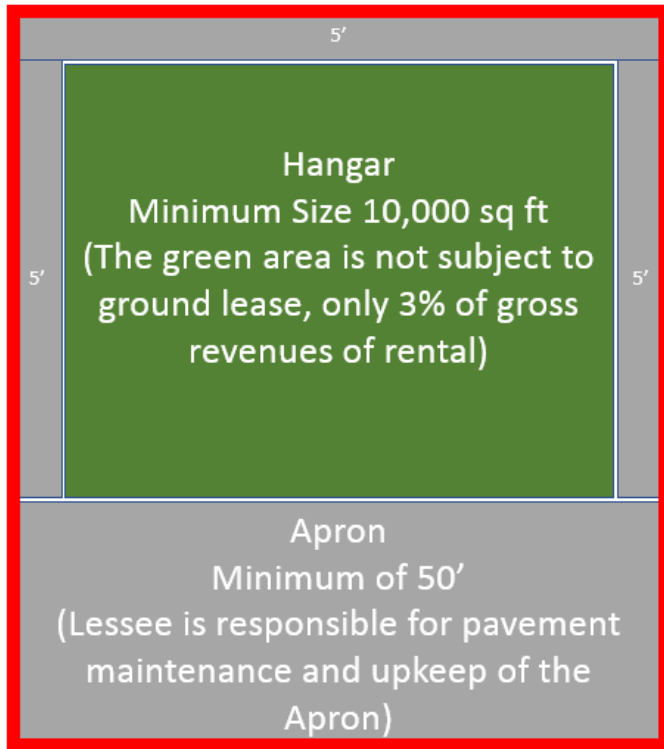 5’
Hangar
Minimum Size 10,000 sq ft
(The green area is not subject to
ground lease, only 3% of gross
revenues of rental)
5’
5’
Apron
Minimum of 50’
(Lessee is responsible for pavement
maintenance and upkeep of the
Apron)